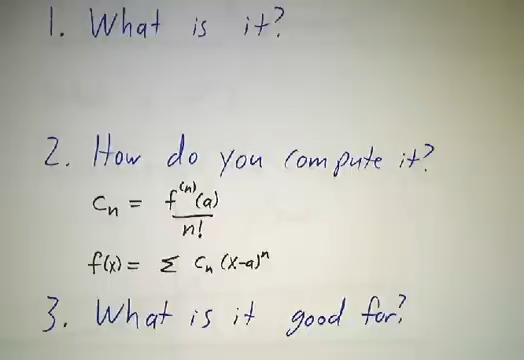 1. What is it?
2. How do you compute it?
Cn = f^(n)(a)/n!
f(x) = Σ Cn (x-a)^n
3. What is it good for?